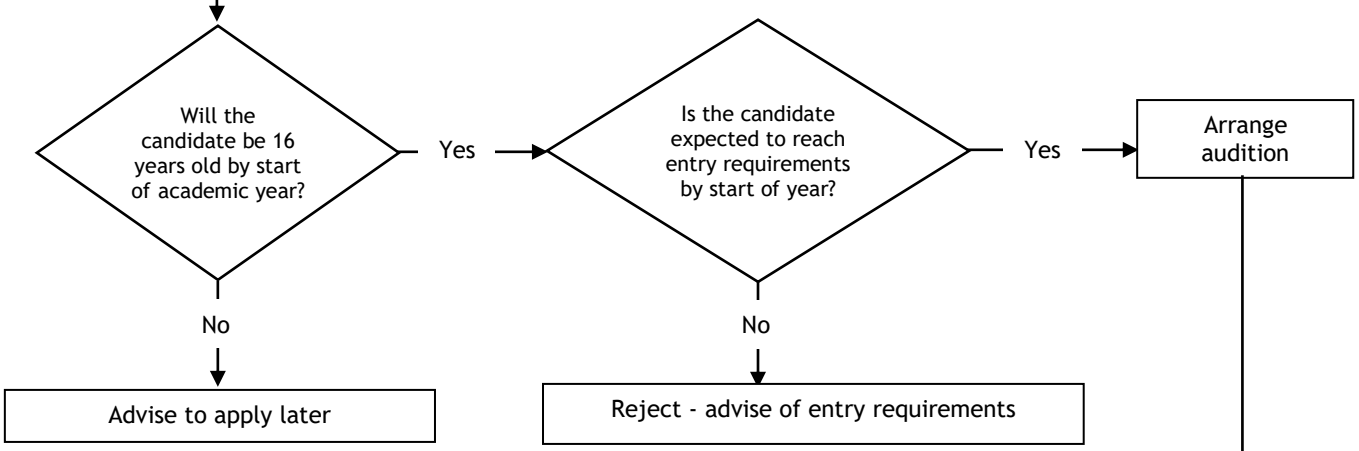 Will the
candidate be 16
years old by start
of academic year?
Yes
Is the candidate
expected to reach
entry requirements
by start of year?
Yes
Arrange
audition
No
No
Advise to apply later
Reject - advise of entry requirements